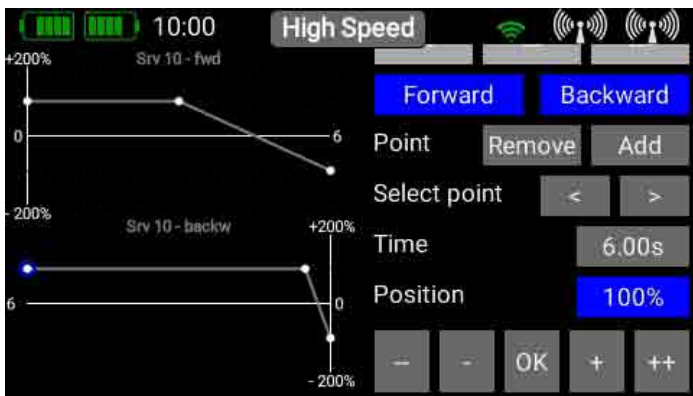 10:00 High Speed
+200%
Srv 10 - fwd
0
6
- 200%
Srv 10 - backw
+200%
6
0
- 200%
Forward Backward
Point Remove Add
Select point < >
Time 6.00s
Position 100%
-- - OK + ++